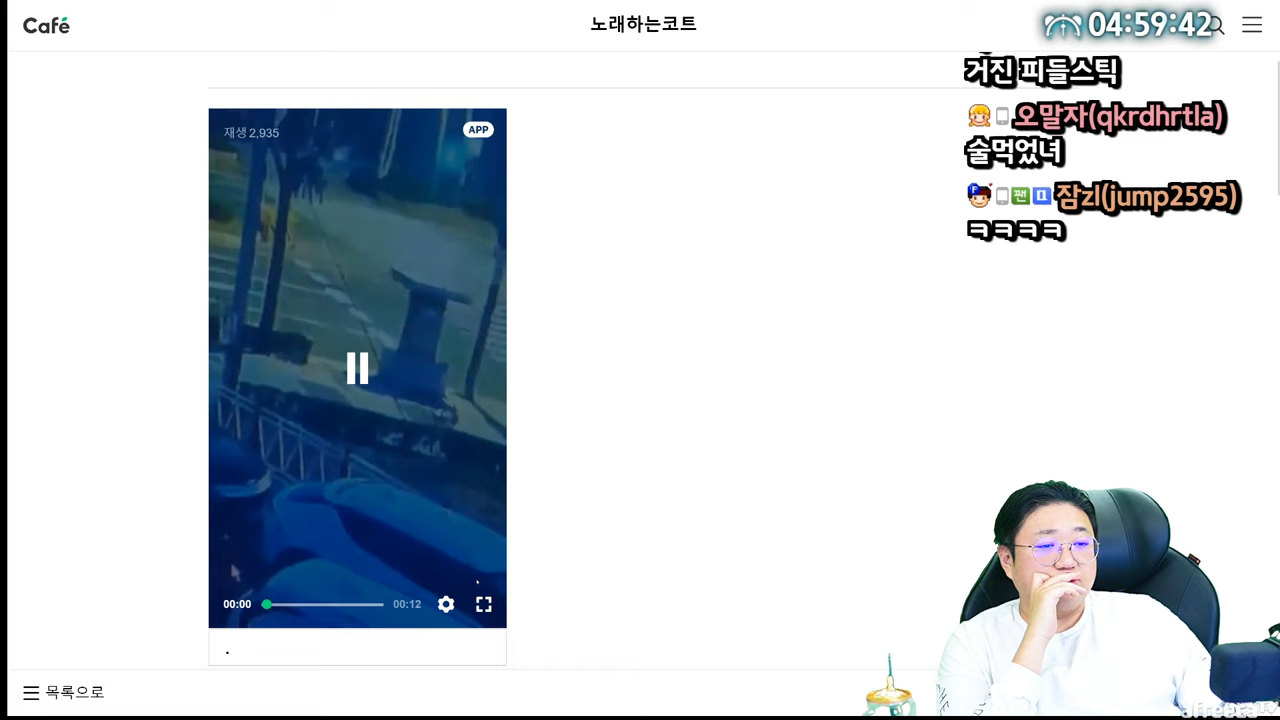 Café
노래하는코트
04:59:42
거진 피들스틱
오말자(qkrdhrtla)
술먹었녀
팬
잠zl(jump2595)
ㅋㅋㅋㅋ
재생 2,935
APP
00:00
00:12
.
목록으로
afreecaTV